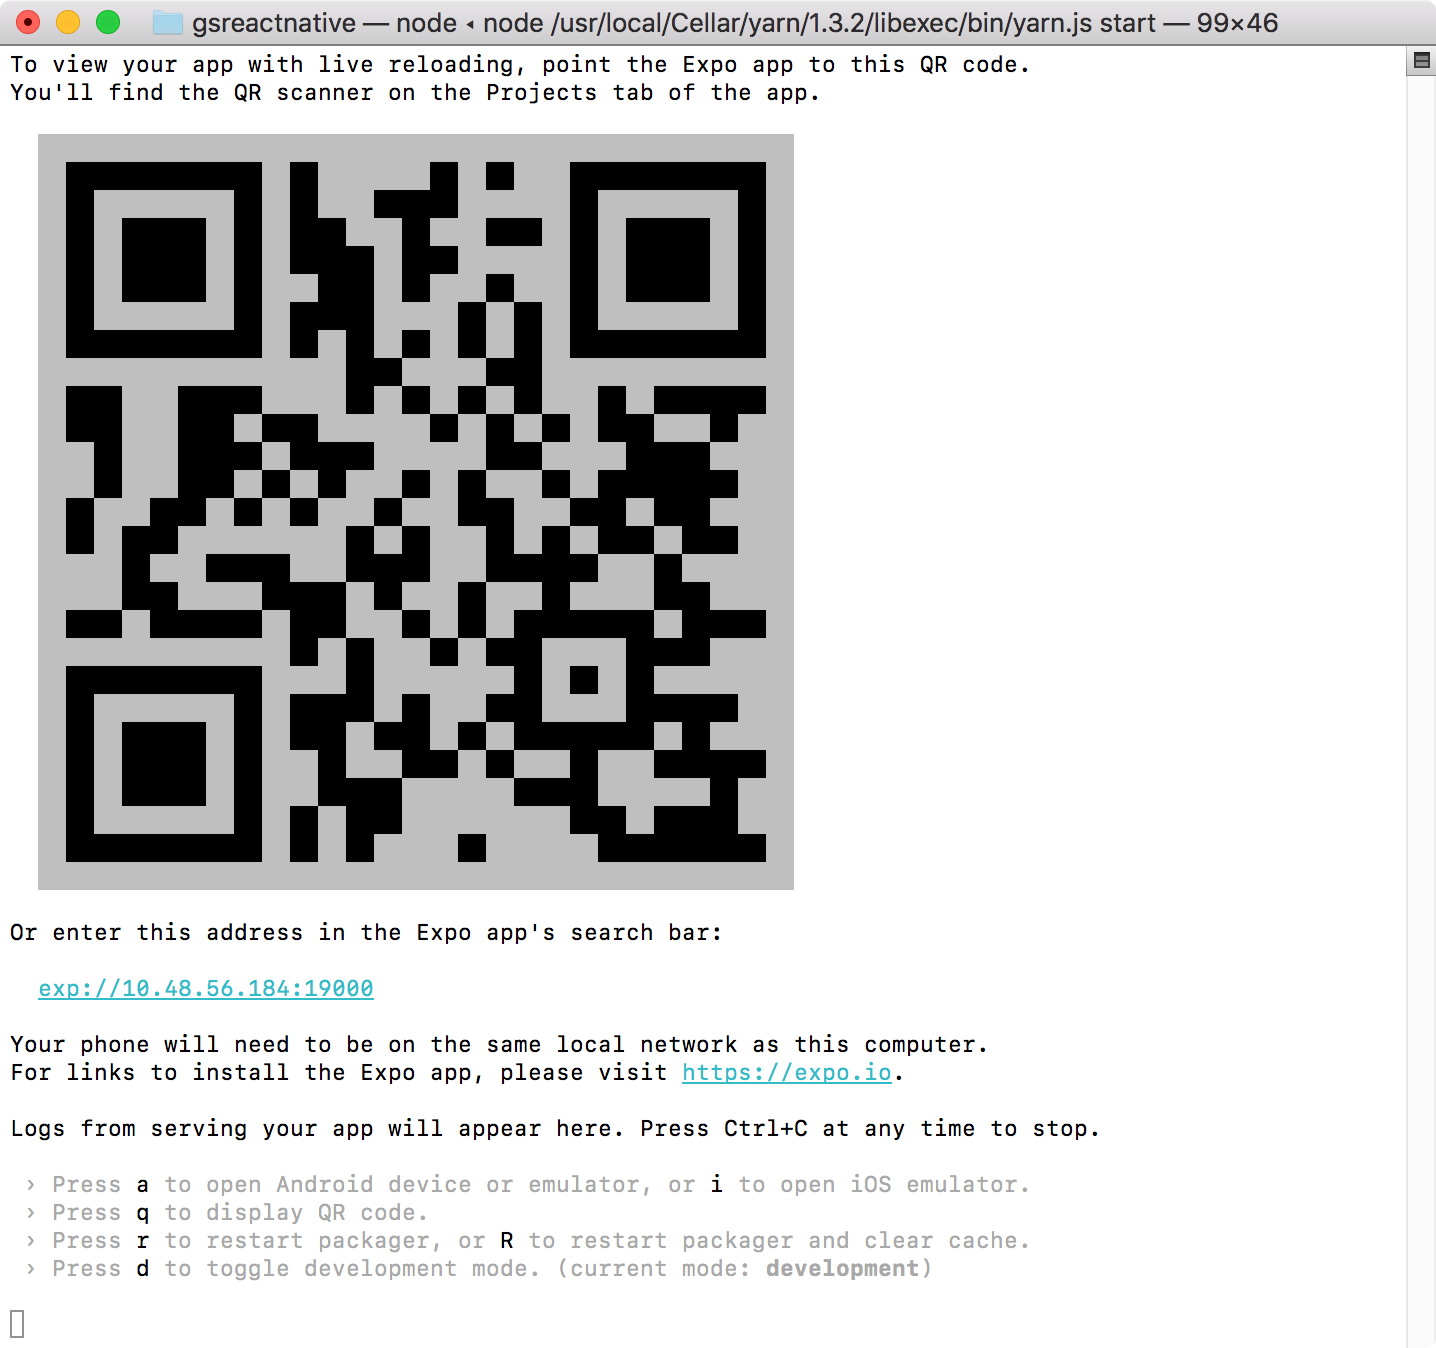 gsreactnative — node ◂ node /usr/local/Cellar/yarn/1.3.2/libexec/bin/yarn.js start — 99×46
To view your app with live reloading, point the Expo app to this QR code.
You'll find the QR scanner on the Projects tab of the app.
Or enter this address in the Expo app's search bar:
exp://10.48.56.184:19000
Your phone will need to be on the same local network as this computer.
For links to install the Expo app, please visit https://expo.io.
Logs from serving your app will appear here. Press Ctrl+C at any time to stop.
› Press a to open Android device or emulator, or i to open iOS emulator.
› Press q to display QR code.
› Press r to restart packager, or R to restart packager and clear cache.
› Press d to toggle development mode. (current mode: development)